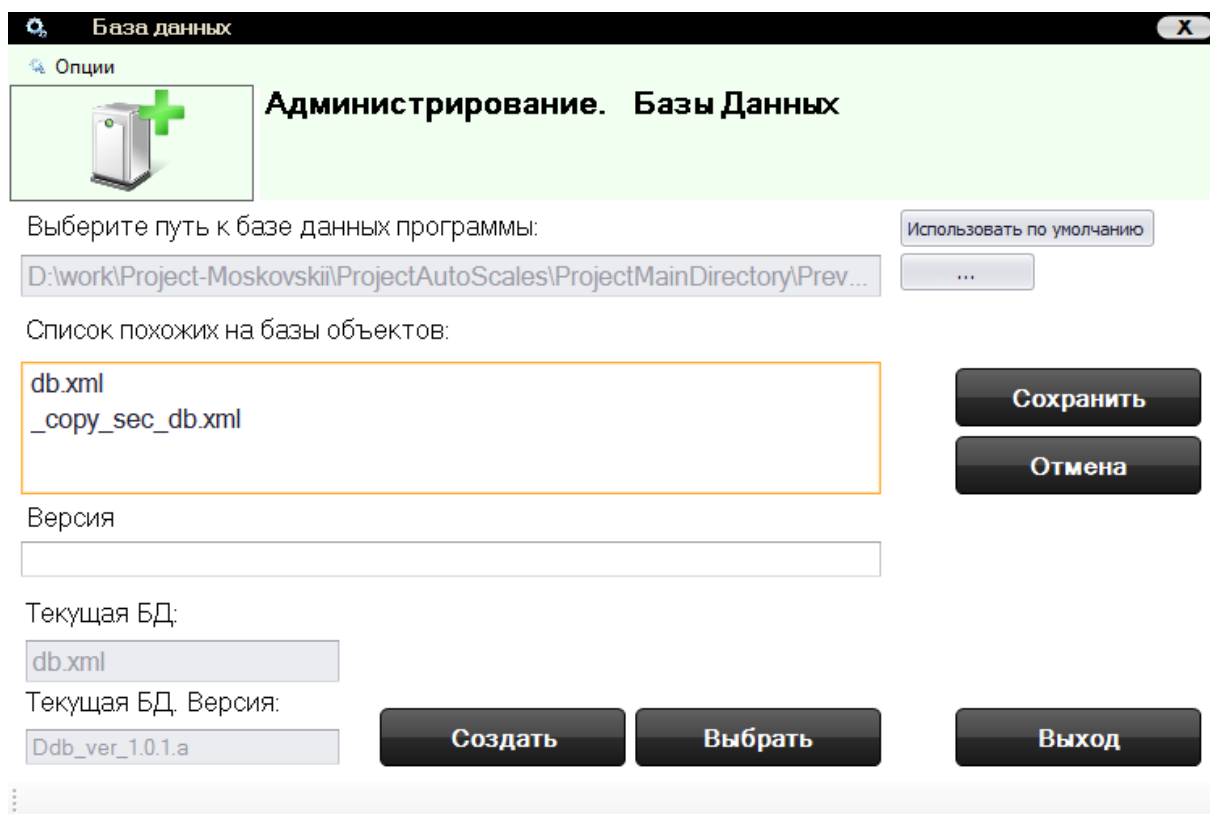 База данных
X
Опции
Администрирование. Базы Данных
Выберите путь к базе данных программы:
Использовать по умолчанию
D:\work\Project-Moskovskii\ProjectAutoScales\ProjectMainDirectory\Prev...
...
Список похожих на базы объектов:
db.xml
_copy_sec_db.xml
Сохранить
Отмена
Версия
Текущая БД:
db.xml
Текущая БД. Версия:
Ddb_ver_1.0.1.a
Создать
Выбрать
Выход